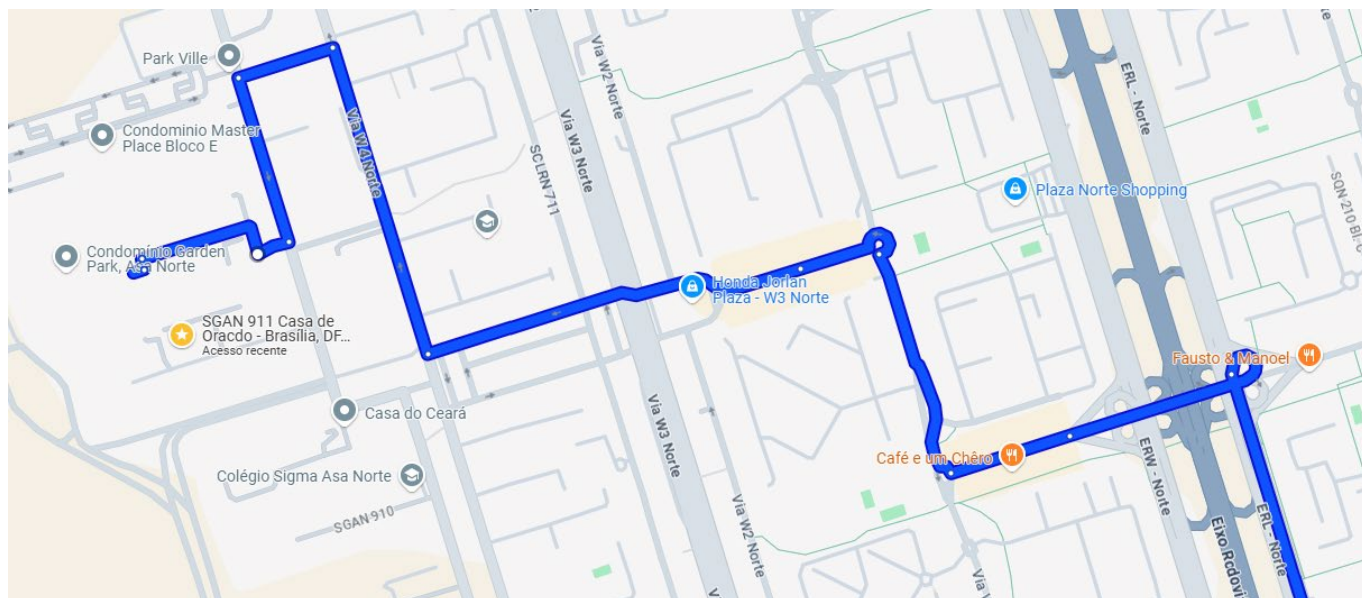 Park Ville
Condominio Master
Place Bloco E
Via W4 Norte
SCLRN 711
Via W3 Norte
Via W2 Norte
ERL - Norte
Plaza Norte Shopping
SQN 210 Bl.
Condomínio Garden
Park, Asa Norte
Honda Jorlan
Plaza - W3 Norte
SGAN 911 Casa de
Oracdo - Brasília, DF...
Acesso recente
Fausto & Manoel
Casa do Ceará
Via W3 Norte
Café e um Chêro
Colégio Sigma Asa Norte
SGAN 910
Via W2 Norte
ERW - Norte
Eixo Rodovi
ERL - Norte
Via W